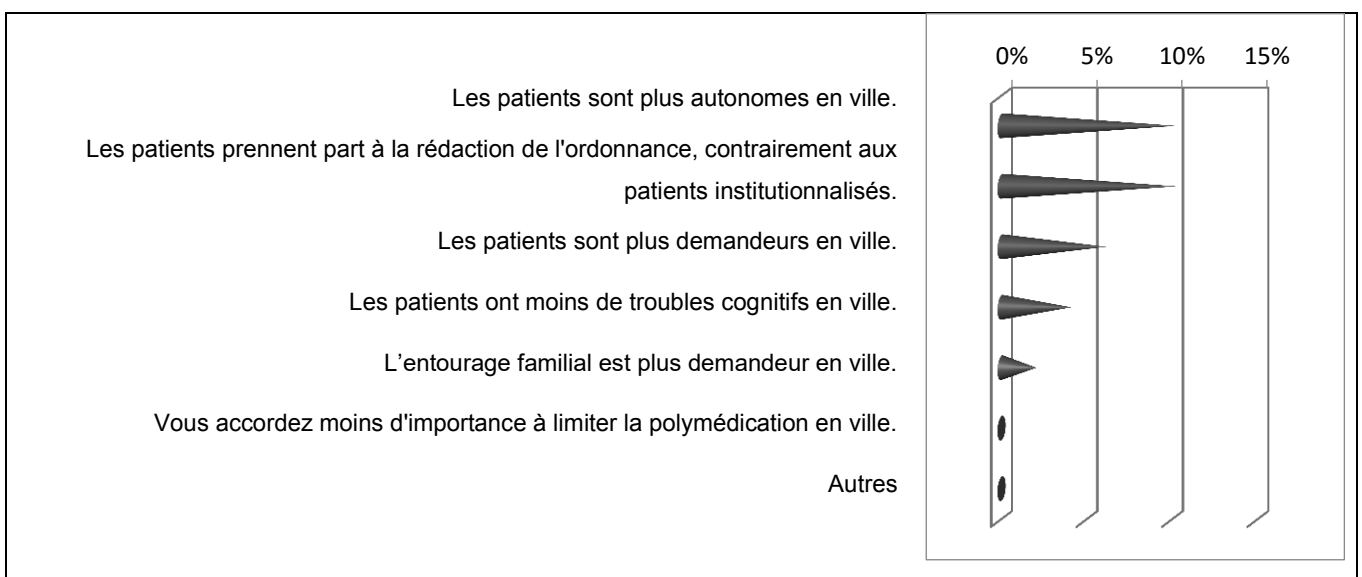 0% 5% 10% 15%
Les patients sont plus autonomes en ville.
Les patients prennent part à la rédaction de l'ordonnance, contrairement aux
patients institutionnalisés.
Les patients sont plus demandeurs en ville.
Les patients ont moins de troubles cognitifs en ville.
L’entourage familial est plus demandeur en ville.
Vous accordez moins d'importance à limiter la polymédication en ville.
Autres